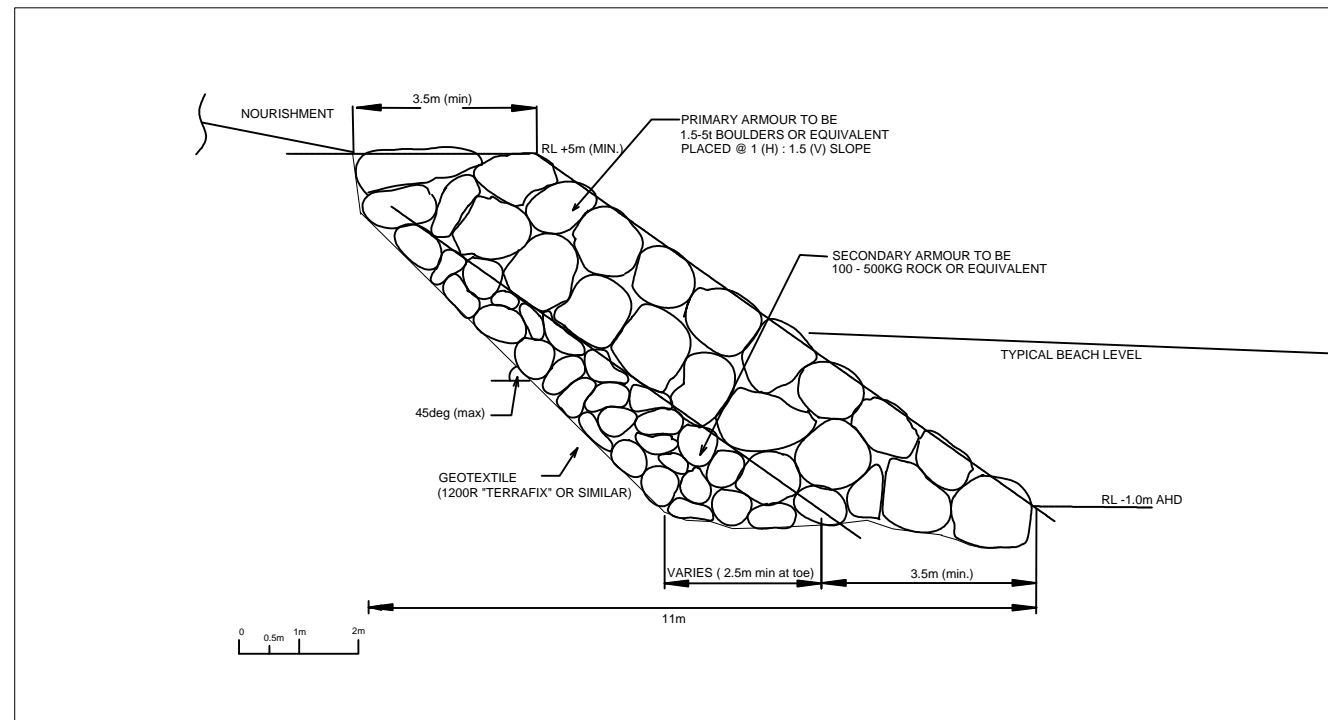 3.5m (min)
NOURISHMENT
PRIMARY ARMOUR TO BE
1.5-5t BOULDERS OR EQUIVALENT
PLACED @ 1 (H) : 1.5 (V) SLOPE
RL +5m (MIN.)
SECONDARY ARMOUR TO BE
100 - 500KG ROCK OR EQUIVALENT
TYPICAL BEACH LEVEL
45deg (max)
GEOTEXTILE
(1200R "TERRAFIX" OR SIMILAR)
RL -1.0m AHD
VARIES ( 2.5m min at toe)
3.5m (min.)
11m
0
0.5m
1m
2m